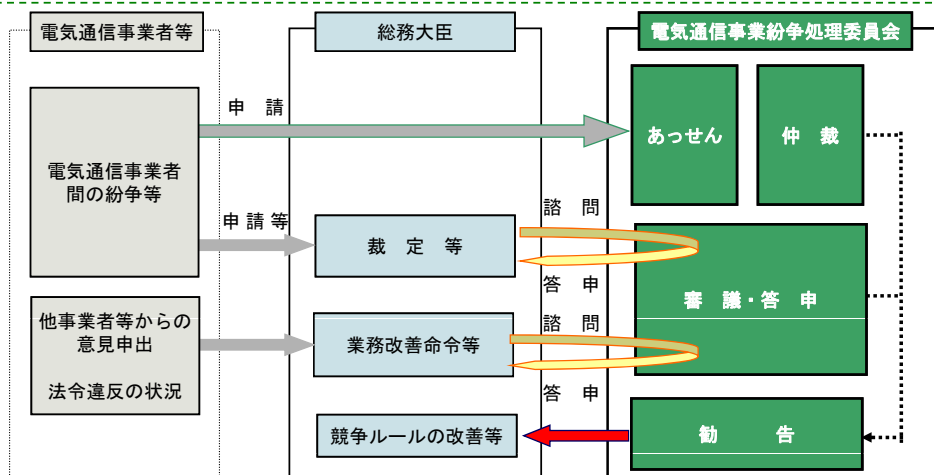 電気通信事業者等
総務大臣
電気通信事業紛争処理委員会
申 請
電気通信事業者
間の紛争等
あっせん
仲 裁
申 請 等
諮 問
裁 定 等
答 申
審 議・答 申
他事業者等からの
意見申出
法令違反の状況
諮 問
業務改善命令等
答 申
競争ルールの改善等
勧 告